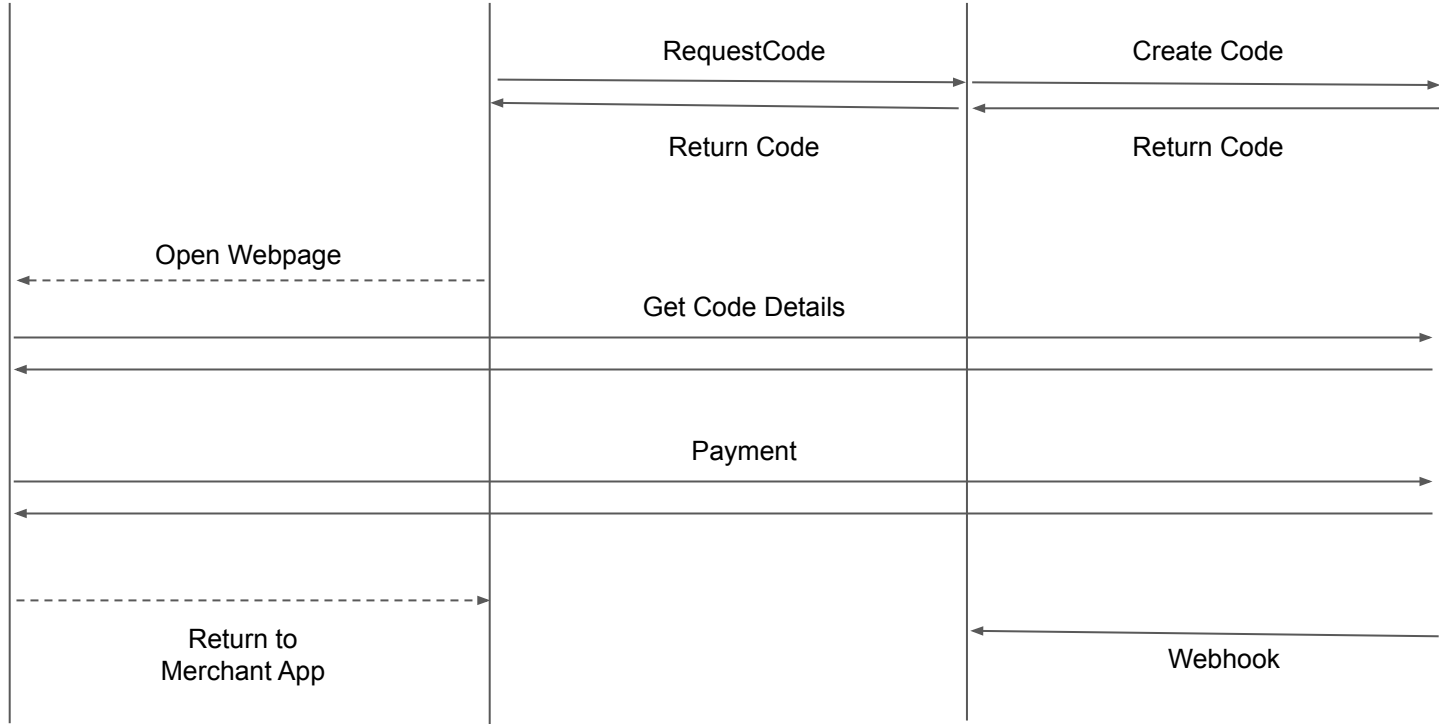 RequestCode
Create Code
Return Code
Return Code
Open Webpage
Get Code Details
Payment
Return to
Merchant App
Webhook